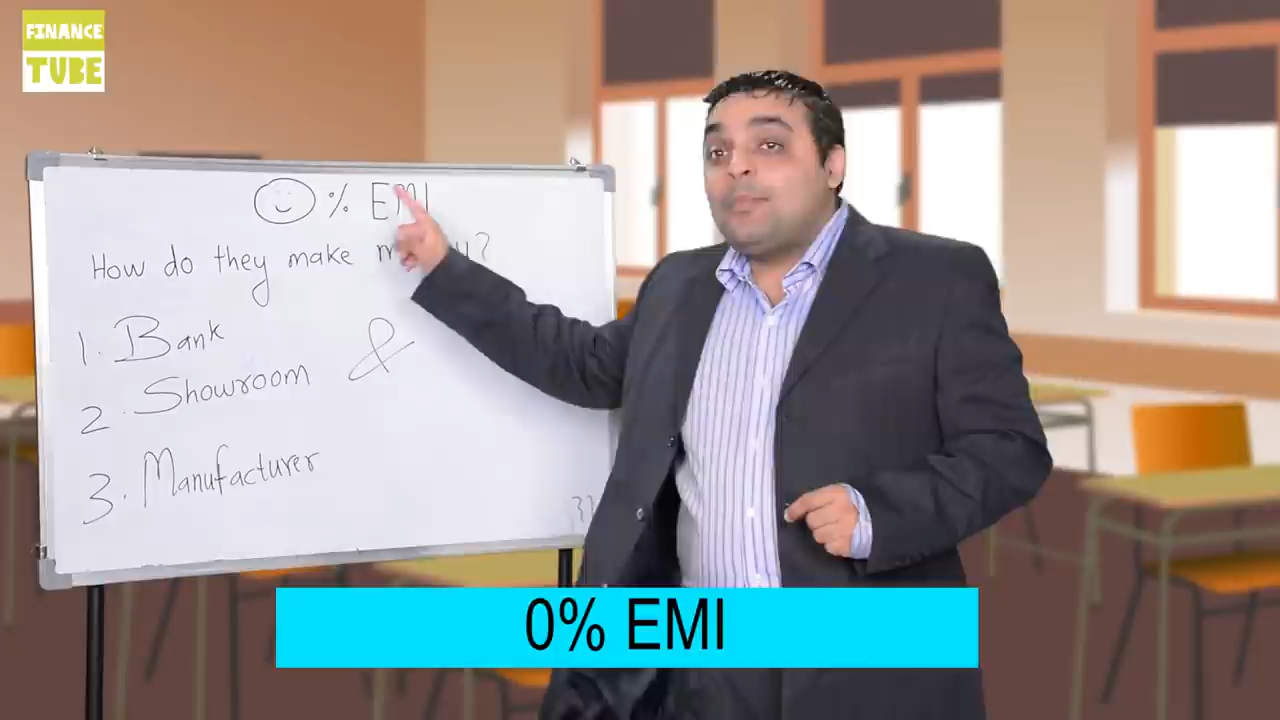 FINANCE
TUBE
% EMI
How do they make
1. Bank
2. Showroom &
3. Manufacturer
0% EMI